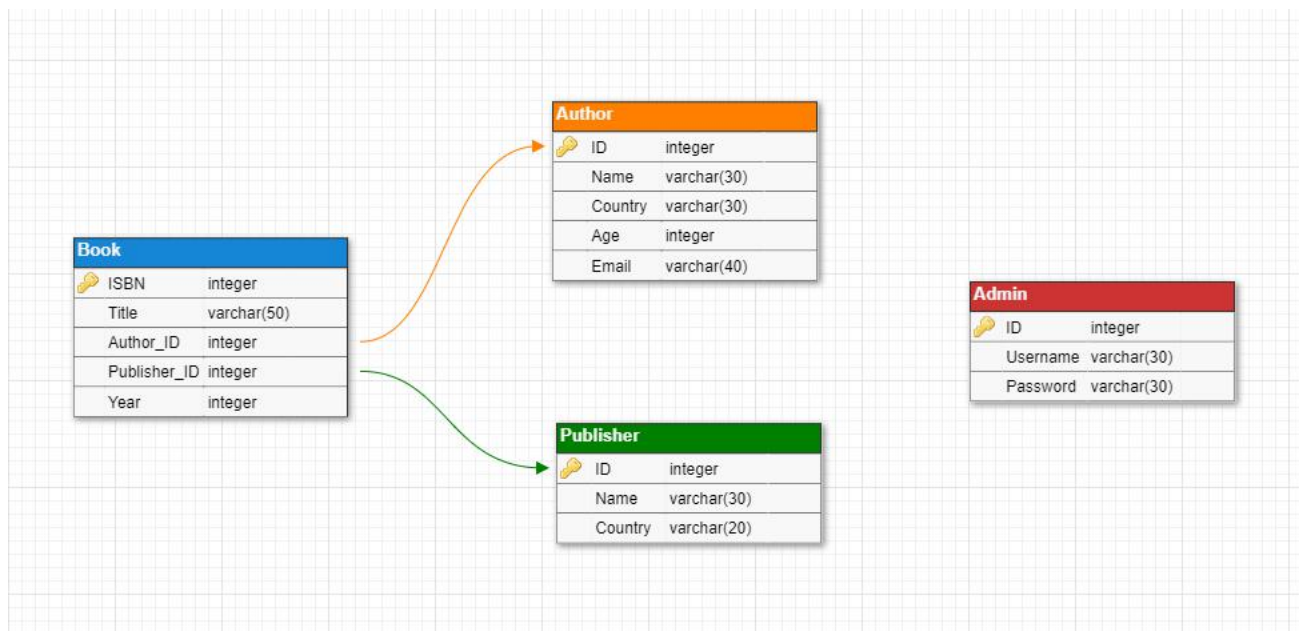 Author
ID integer
Name varchar(30)
Country varchar(30)
Age integer
Email varchar(40)
Book
ISBN integer
Title varchar(50)
Author_ID integer
Publisher_ID integer
Year integer
Admin
ID integer
Username varchar(30)
Password varchar(30)
Publisher
ID integer
Name varchar(30)
Country varchar(20)